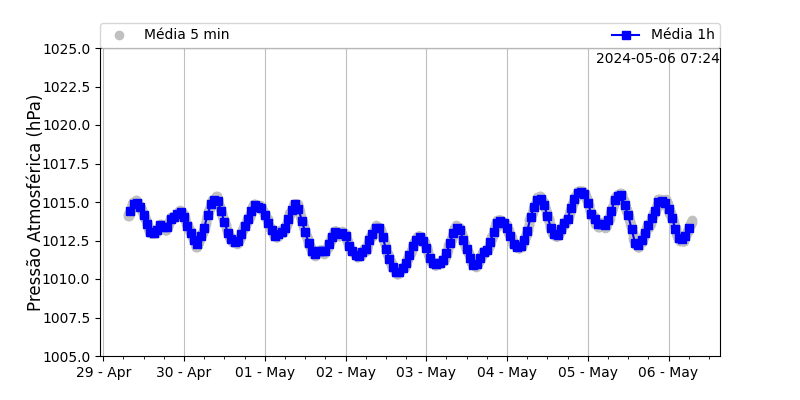 Média 5 min
Média 1h
2024-05-06 07:24
Pressão Atmosférica (hPa)
1025.0
1022.5
1020.0
1017.5
1015.0
1012.5
1010.0
1007.5
1005.0
29 - Apr
30 - Apr
01 - May
02 - May
03 - May
04 - May
05 - May
06 - May